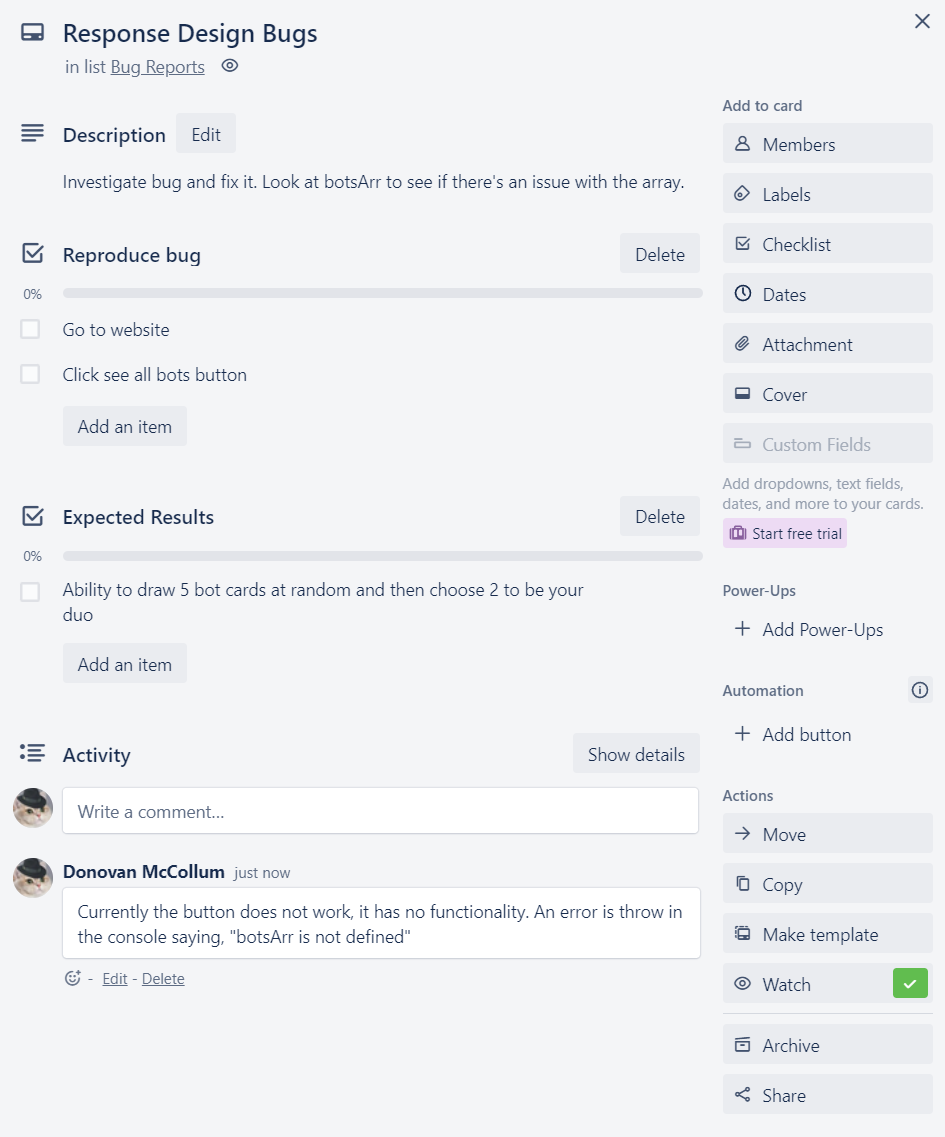 Response Design Bugs
in list Bug Reports
Description
Edit
Investigate bug and fix it. Look at botsArr to see if there's an issue with the array.
Reproduce bug
Delete
0%
Go to website
Click see all bots button
Add an item
Expected Results
Delete
0%
Ability to draw 5 bot cards at random and then choose 2 to be your
duo
Add an item
Activity
Show details
Write a comment...
Donovan McCollum just now
Currently the button does not work, it has no functionality. An error is throw in
the console saying, "botsArr is not defined"
- Edit - Delete
Add to card
Members
Labels
Checklist
Dates
Attachment
Cover
Custom Fields
Add dropdowns, text fields,
dates, and more to your cards.
Start free trial
Power-Ups
Add Power-Ups
Automation
Add button
Actions
Move
Copy
Make template
Watch
Archive
Share